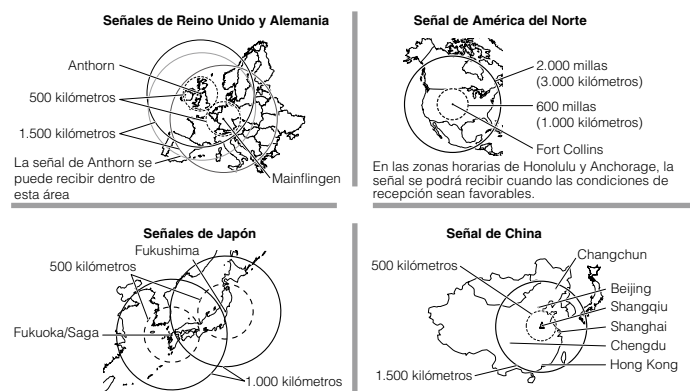 Señales de Reino Unido y Alemania
Anthorn
500 kilómetros
1.500 kilómetros
La señal de Anthorn se
puede recibir dentro de
esta área
Mainflingen
Señal de América del Norte
2.000 millas
(3.000 kilómetros)
600 millas
(1.000 kilómetros)
Fort Collins
En las zonas horarias de Honolulu y Anchorage, la
señal se podrá recibir cuando las condiciones de
recepción sean favorables.
Señales de Japón
Fukushima
500 kilómetros
Fukuoka/Saga
1.000 kilómetros
Señal de China
Changchun
500 kilómetros
Beijing
Shangqiu
Shanghai
Chengdu
Hong Kong
1.500 kilómetros